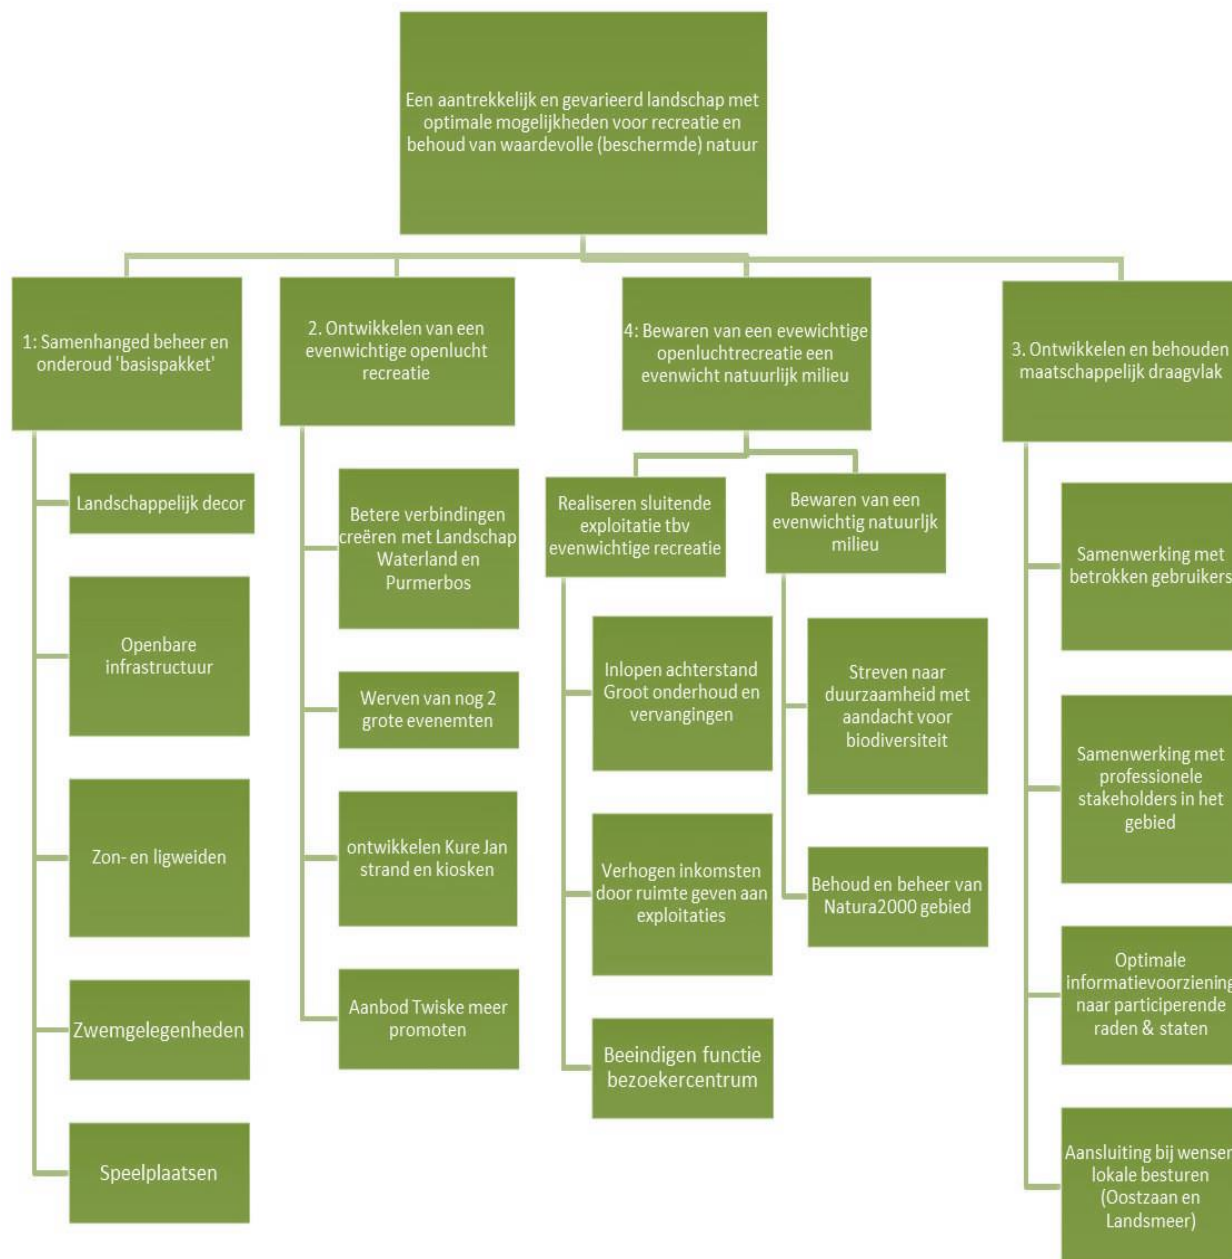 Een aantrekkelijk en gevarieerd landschap met
optimale mogelijkheden voor recreatie en
behoud van waardevolle (beschermde) natuur
1: Samenhanged beheer en
onderoud 'basispakket'
Landschappelijk decor
Openbare
infrastructuur
Zon- en ligweiden
Zwemgelegenheden
Speelplaatsen
2. Ontwikkelen van een
evenwichtige openlucht
recreatie
Betere verbindingen
creëren met Landschap
Waterland en
Purmerbos
Werven van nog 2
grote evenemten
ontwikkelen Kure Jan
strand en kiosken
Aanbod Twiske meer
promoten
4: Bewaren van een evewichtige
openluchtrecreatie een
evenwicht natuurlijk milieu
Realiseren sluitende
exploitatie tbv
evenwichtige recreatie
Inlopen achterstand
Groot onderhoud en
vervangingen
Verhogen inkomsten
door ruimte geven aan
exploitaties
Beeindigen functie
bezoekercentrum
Bewaren van een
evenwichtig natuurljk
milieu
Streven naar
duurzaamheid met
aandacht voor
biodiversiteit
Behoud en beheer van
Natura2000 gebied
3. Ontwikkelen en behouden
maatschappelijk draagvlak
Samenwerking met
betrokken gebruikers
Samenwerking met
professionele
stakeholders in het
gebied
Optimale
informatievoorziening
naar participerende
raden & staten
Aansluiting bij wensen
lokale besturen
(Oostzaan en
Landsmeer)